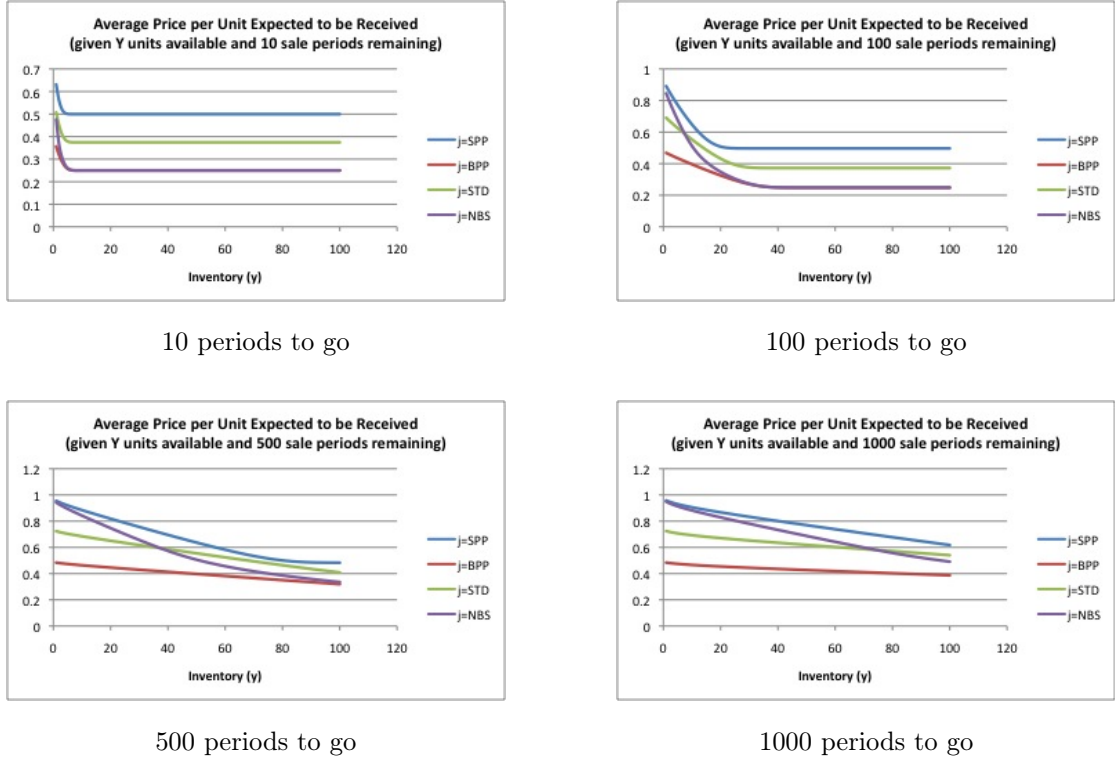 Average Price per Unit Expected to be Received
(given Y units available and 10 sale periods remaining)
0.7
0.6
0.5
0.4
0.3
0.2
0.1
0
0 20 40 60 80 100 120
Inventory (y)
j=SPP
j=BPP
j=STD
j=NBS
10 periods to go
Average Price per Unit Expected to be Received
(given Y units available and 100 sale periods remaining)
1
0.8
0.6
0.4
0.2
0
0 20 40 60 80 100 120
Inventory (y)
j=SPP
j=BPP
j=STD
j=NBS
100 periods to go
Average Price per Unit Expected to be Received
(given Y units available and 500 sale periods remaining)
1.2
1
0.8
0.6
0.4
0.2
0
0 20 40 60 80 100 120
Inventory (y)
j=SPP
j=BPP
j=STD
j=NBS
500 periods to go
Average Price per Unit Expected to be Received
(given Y units available and 1000 sale periods remaining)
1.2
1
0.8
0.6
0.4
0.2
0
0 20 40 60 80 100 120
Inventory (y)
j=SPP
j=BPP
j=STD
j=NBS
1000 periods to go